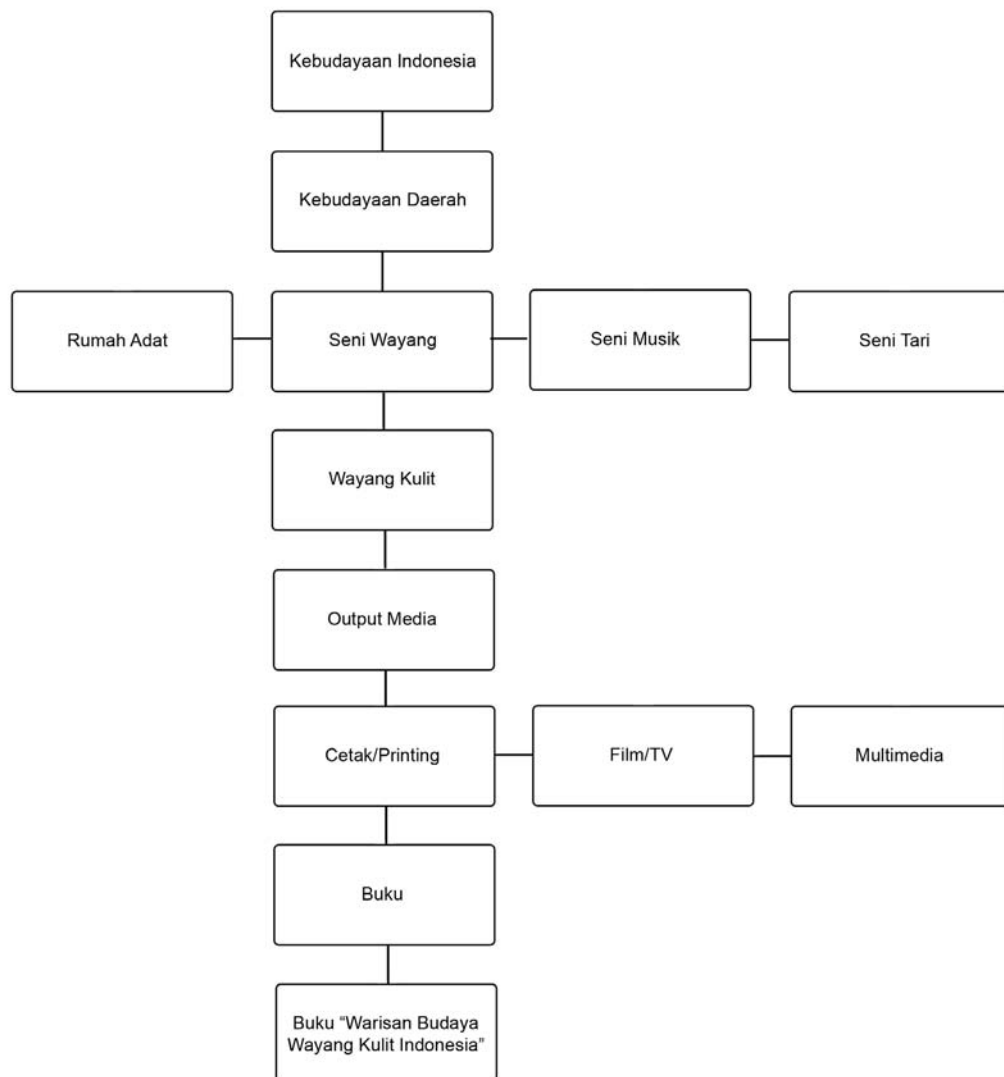 Kebudayaan Indonesia
Kebudayaan Daerah
Rumah Adat
Seni Wayang
Seni Musik
Seni Tari
Wayang Kulit
Output Media
Cetak/Printing
Film/TV
Multimedia
Buku
Buku “Warisan Budaya
Wayang Kulit Indonesia”